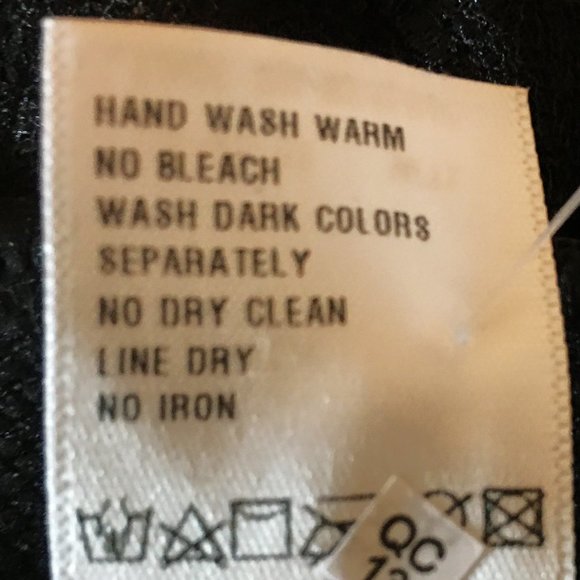 HAND WASH WARM
NO BLEACH
WASH DARK COLORS
SEPARATELY
NO DRY CLEAN
LINE DRY
NO IRON
QC